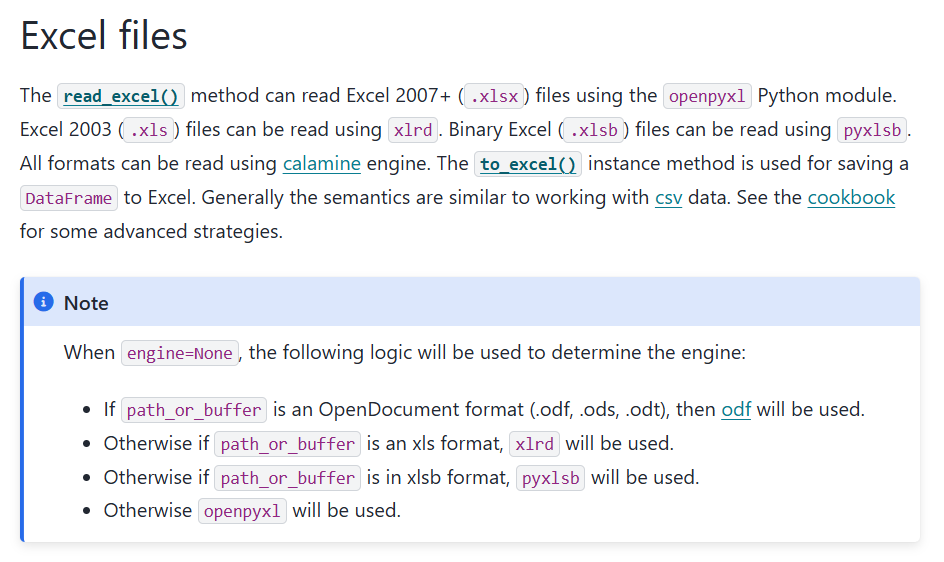 Excel files
The read_excel() method can read Excel 2007+ (.xlsx) files using the openpyxl Python module.
Excel 2003 (.xls) files can be read using xlrd. Binary Excel (.xlsb) files can be read using pyxlsb.
All formats can be read using calamine engine. The to_excel() instance method is used for saving a
DataFrame to Excel. Generally the semantics are similar to working with csv data. See the cookbook
for some advanced strategies.
Note
When engine=None, the following logic will be used to determine the engine:
• If path_or_buffer is an OpenDocument format (.odf, .ods, .odt), then odf will be used.
• Otherwise if path_or_buffer is an xls format, xlrd will be used.
• Otherwise if path_or_buffer is in xlsb format, pyxlsb will be used.
• Otherwise openpyxl will be used.